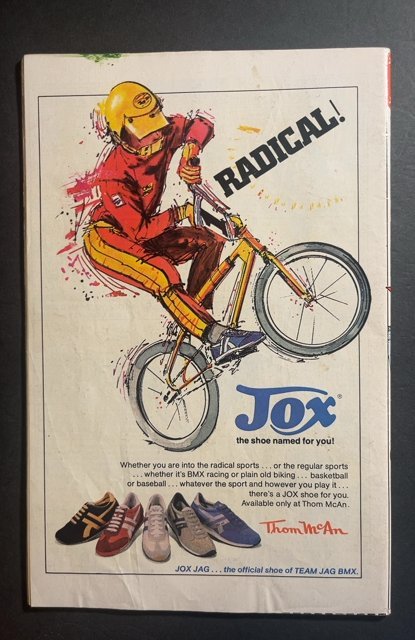 RADICAL!
JOX®
the shoe named for you!
Whether you are into the radical sports . . . or the regular sports
. . . whether it's BMX racing or plain old biking . . . basketball
or baseball . . . whatever the sport and however you play it . . .
there's a JOX shoe for you.
Available only at Thom McAn.
Thom McAn
JOX JAG . . . the official shoe of TEAM JAG BMX.